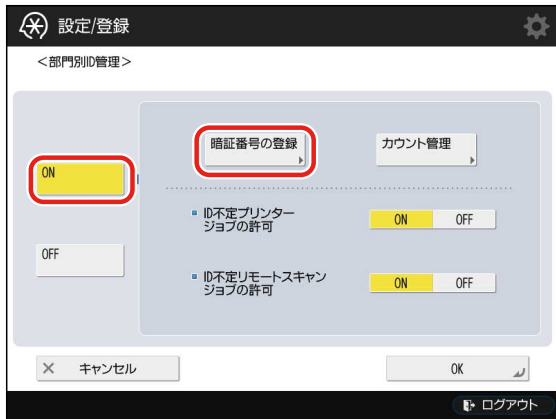 設定/登録
<部門別ID管理>
ON
OFF
暗証番号の登録
カウント管理
ID不定プリンター
ジョブの許可
ON OFF
ID不定リモートスキャン
ジョブの許可
ON OFF
× キャンセル
OK
ログアウト